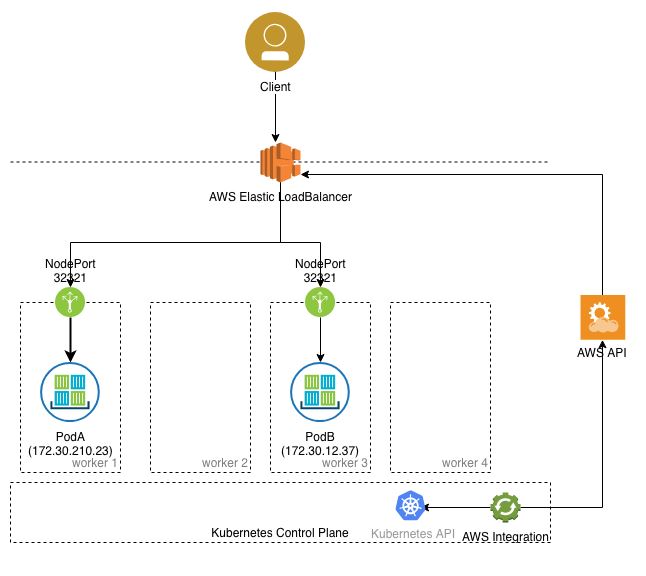 Client
AWS Elastic LoadBalancer
NodePort
32321
NodePort
32321
AWS API
PodA
(172.30.210.23)
worker 1
worker 2
PodB
(172.30.12.37)
worker 3
worker 4
Kubernetes Control Plane
Kubernetes API
AWS Integration